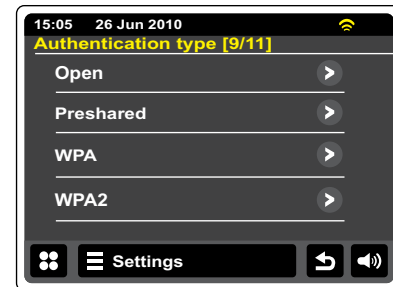 15:05 26 Jun 2010
Authentication type [9/11]
Open
Preshared
WPA
WPA2
Settings